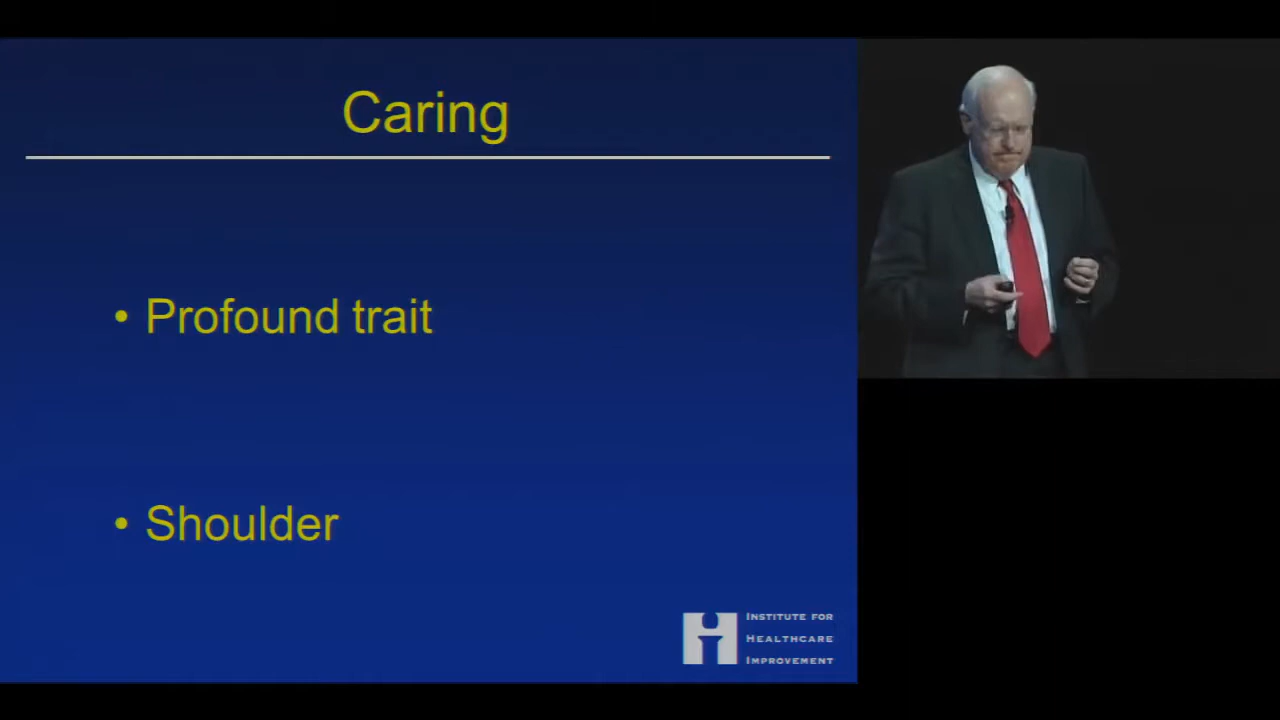 Caring
• Profound trait
• Shoulder
INSTITUTE FOR
HEALTHCARE
IMPROVEMENT